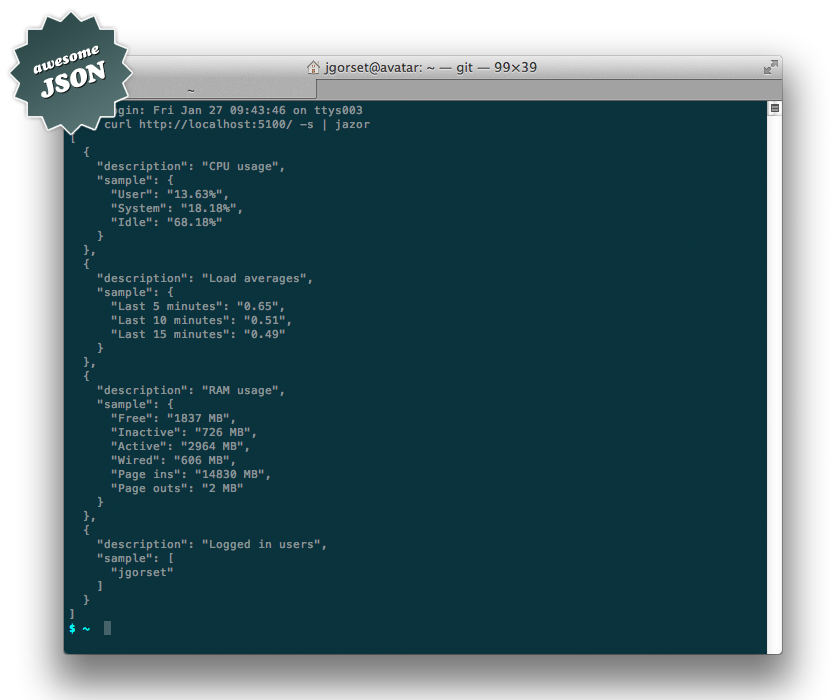 awesome
JSON
jgorset@avatar: ~ — git — 99×39
~
gin: Fri Jan 27 09:43:46 on ttys003
curl http://localhost:5100/ -s | jazor
[
  {
    "description": "CPU usage",
    "sample": {
      "User": "13.63%",
      "System": "18.18%",
      "Idle": "68.18%"
    }
  },
  {
    "description": "Load averages",
    "sample": {
      "Last 5 minutes": "0.65",
      "Last 10 minutes": "0.51",
      "Last 15 minutes": "0.49"
    }
  },
  {
    "description": "RAM usage",
    "sample": {
      "Free": "1837 MB",
      "Inactive": "726 MB",
      "Active": "2964 MB",
      "Wired": "606 MB",
      "Page ins": "14830 MB",
      "Page outs": "2 MB"
    }
  },
  {
    "description": "Logged in users",
    "sample": [
      "jgorset"
    ]
  }
]
$ ~